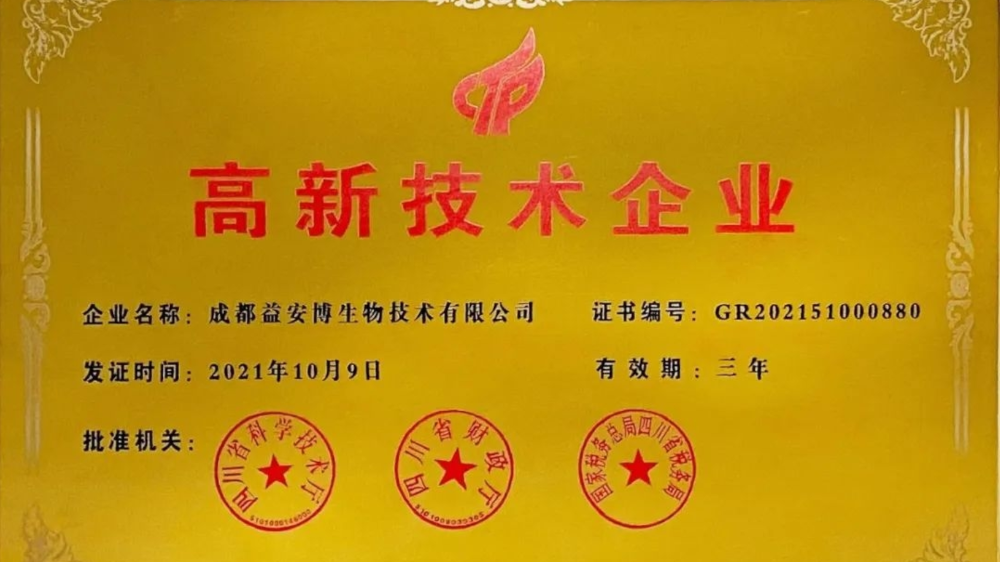 高新技术企业
企业名称：成都益安博生物技术有限公司
证书编号：GR202151000880
发证时间：2021年10月9日
有效期：三年
批准机关：
四川省科学技术厅
四川省财政厅
国家税务总局四川省税务局